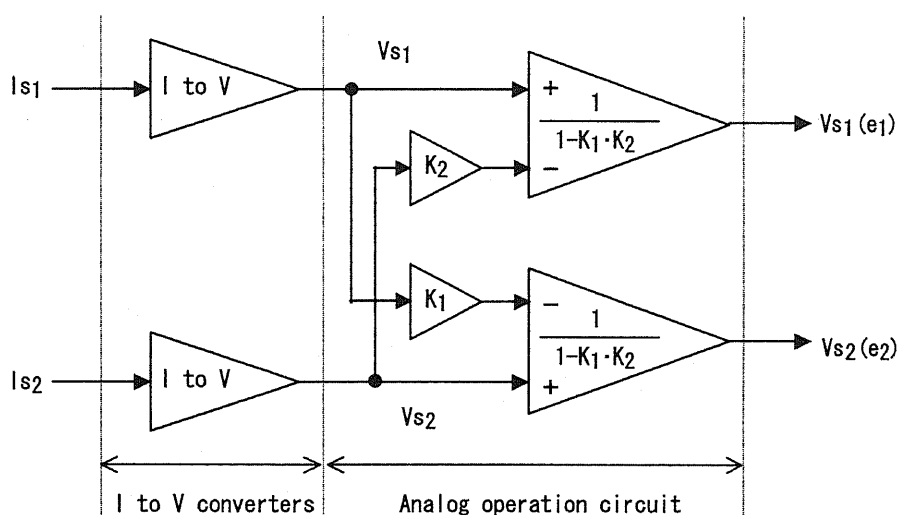 Vs1
Is1
I to V
+
1
1-K1·K2
-
Vs1(e1)
K2
K1
-
1
1-K1·K2
+
Vs2(e2)
Is2
I to V
Vs2
I to V converters
Analog operation circuit